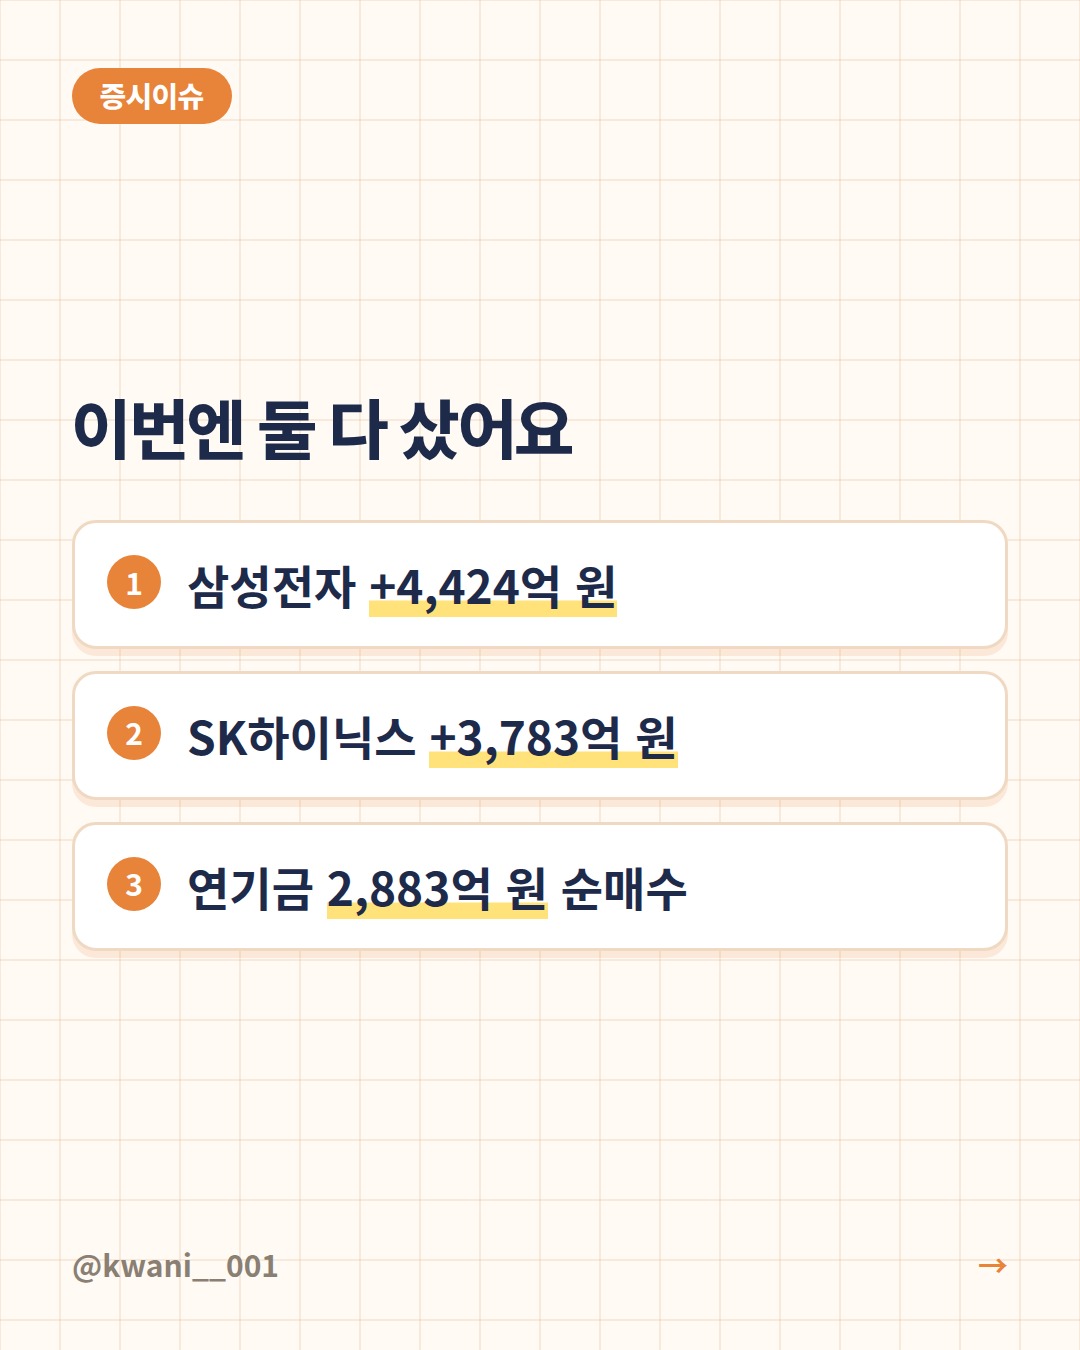 증시이슈
이번엔 둘 다 샀어요
1 삼성전자 +4,424억 원
2 SK하이닉스 +3,783억 원
3 연기금 2,883억 원 순매수
@kwani__001 →